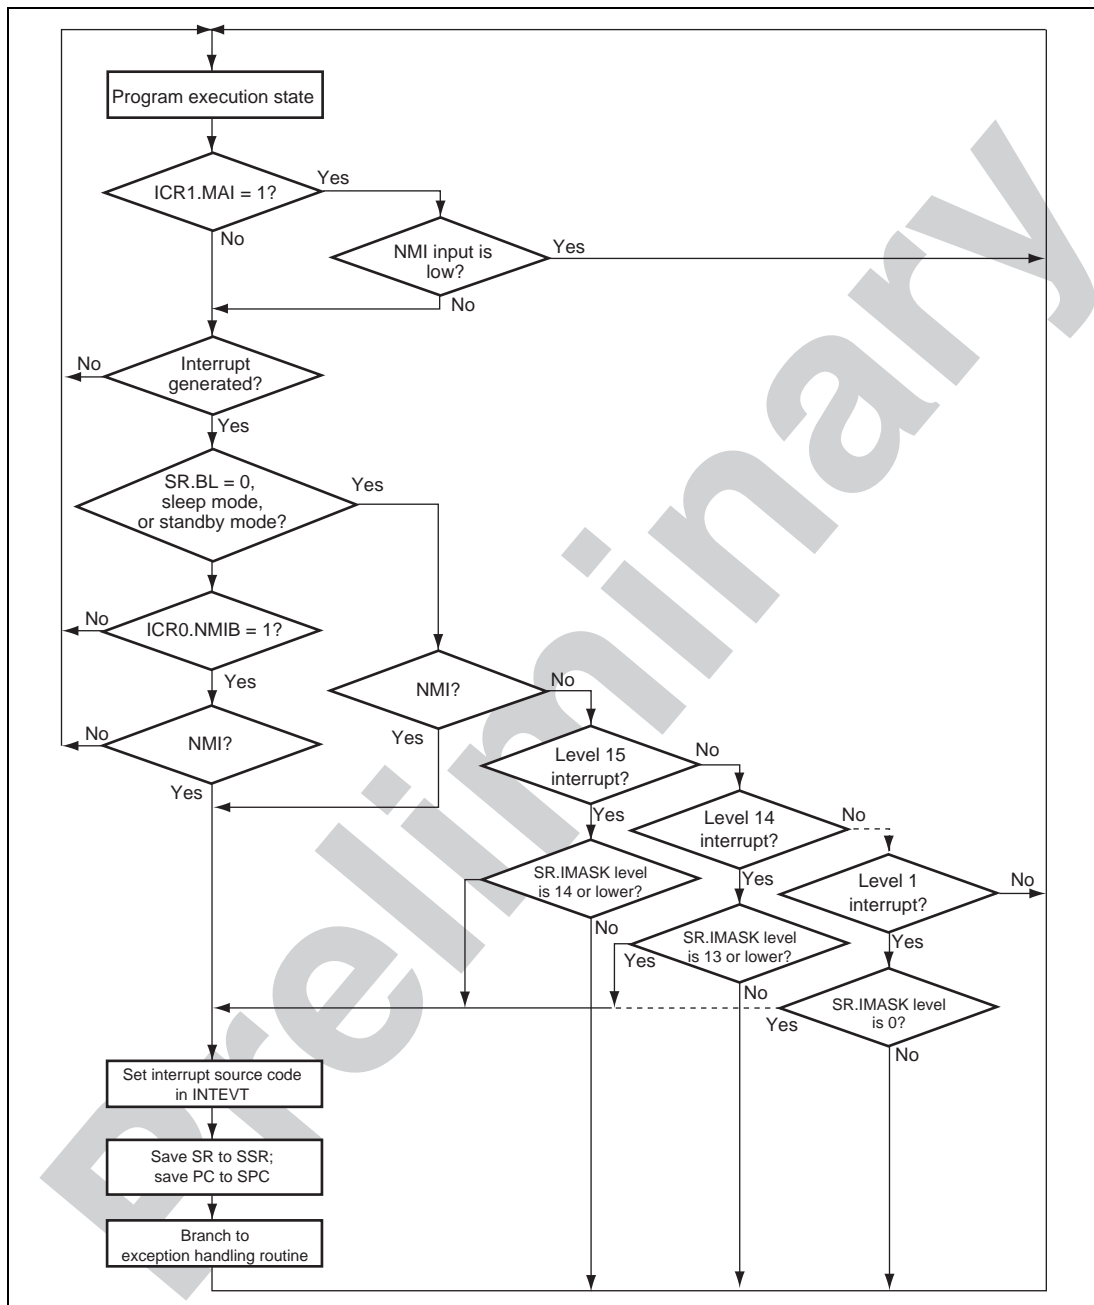 Program execution state
ICR1.MAI = 1?
Yes
No
NMI input is
low?
Yes
No
Interrupt
generated?
No
Yes
SR.BL = 0,
sleep mode,
or standby mode?
Yes
ICR0.NMIB = 1?
No
Yes
NMI?
No
Yes
NMI?
No
Yes
Level 15
interrupt?
No
Yes
Level 14
interrupt?
No
Yes
Level 1
interrupt?
No
Yes
SR.IMASK level
is 14 or lower?
No
SR.IMASK level
is 13 or lower?
Yes
No
SR.IMASK level
is 0?
Yes
No
Set interrupt source code
in INTEVT
Save SR to SSR;
save PC to SPC
Branch to
exception handling routine
Preliminary